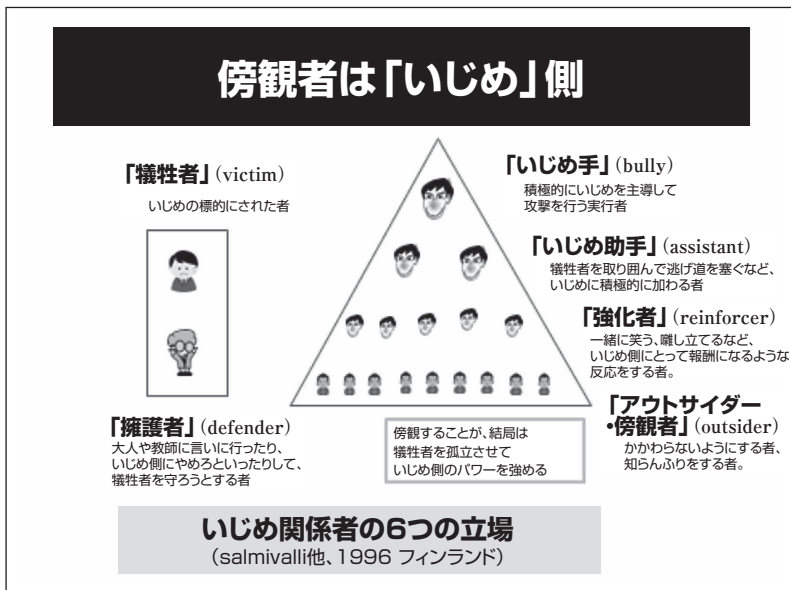 傍観者は「いじめ」側
「犠牲者」(victim)
いじめの標的にされた者
「擁護者」(defender)
大人や教師に言いに行ったり、
いじめ側にやめろといったりして、
犠牲者を守ろうとする者
「いじめ手」(bully)
積極的にいじめを主導して
攻撃を行う実行者
「いじめ助手」(assistant)
犠牲者を取り囲んで逃げ道を塞ぐなど、
いじめに積極的に加わる者
「強化者」(reinforcer)
一緒に笑う、囃し立てるなど、
いじめ側にとって報酬になるような
反応をする者。
「アウトサイダー
・傍観者」(outsider)
かかわらないようにする者、
知らんふりをする者。
傍観することが、結局は
犠牲者を孤立させて
いじめ側のパワーを強める
いじめ関係者の6つの立場
(salmivalli他、1996 フィンランド)